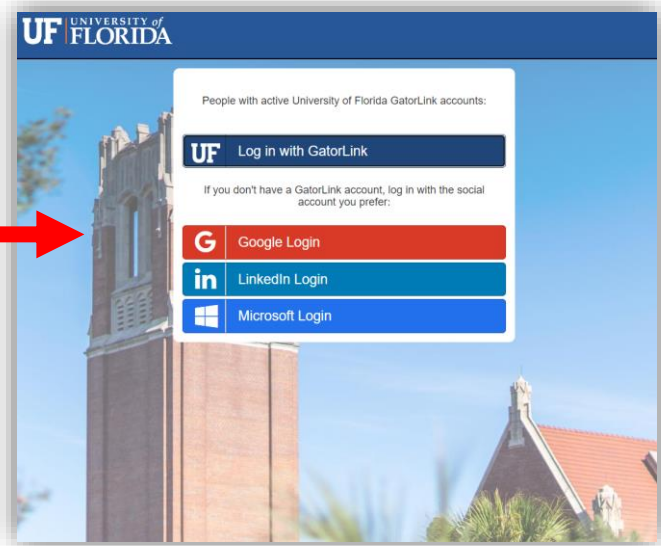 UF UNIVERSITY of
FLORIDA
People with active University of Florida GatorLink accounts:
UF Log in with GatorLink
If you don't have a GatorLink account, log in with the social
account you prefer:
G Google Login
in LinkedIn Login
Microsoft Login